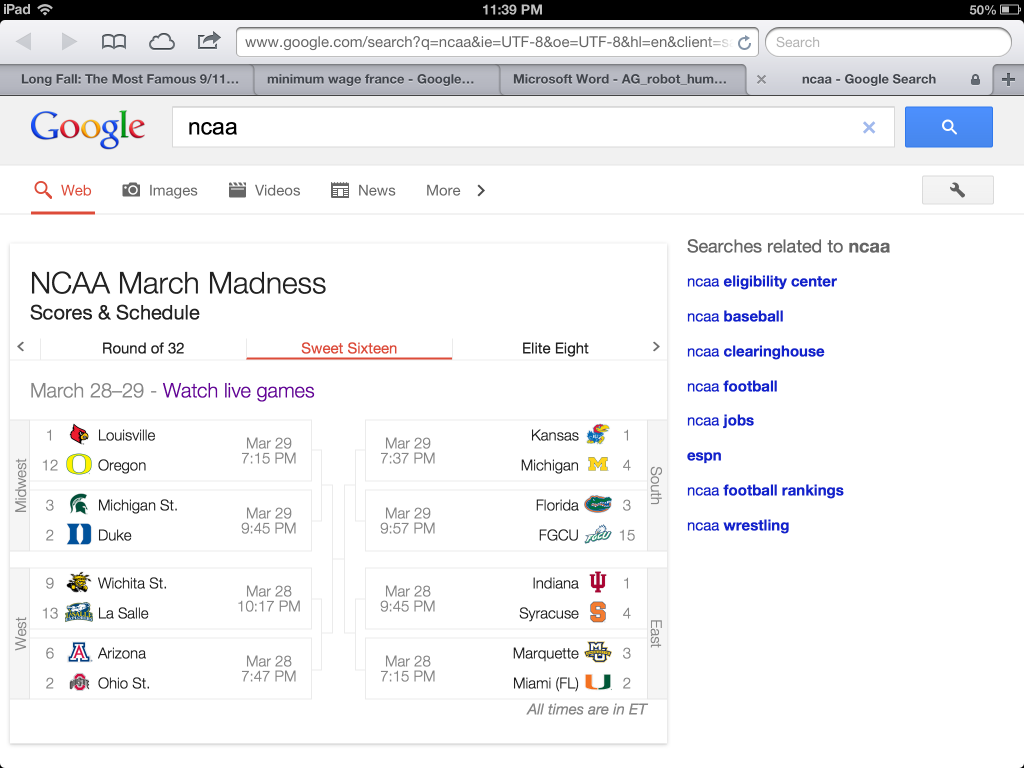 iPad 11:39 PM 50%
www.google.com/search?q=ncaa&ie=UTF-8&oe=UTF-8&hl=en&client=s Search
Long Fall: The Most Famous 9/11... minimum wage france - Google... Microsoft Word - AG_robot_hum... ncaa - Google Search
Google ncaa
Web Images Videos News More
NCAA March Madness
Scores & Schedule
Round of 32 Sweet Sixteen Elite Eight
March 28–29 - Watch live games
Midwest
1 Louisville
12 Oregon
Mar 29
7:15 PM
3 Michigan St.
2 Duke
Mar 29
9:45 PM
West
9 Wichita St.
13 La Salle
Mar 28
10:17 PM
6 Arizona
2 Ohio St.
Mar 28
7:47 PM
South
Mar 29
7:37 PM
Kansas 1
Michigan M 4
Mar 29
9:57 PM
Florida 3
FGCU FGCU 15
East
Mar 28
9:45 PM
Indiana 1
Syracuse S 4
Mar 28
7:15 PM
Marquette MU 3
Miami (FL) U 2
All times are in ET
Searches related to ncaa
ncaa eligibility center
ncaa baseball
ncaa clearinghouse
ncaa football
ncaa jobs
espn
ncaa football rankings
ncaa wrestling